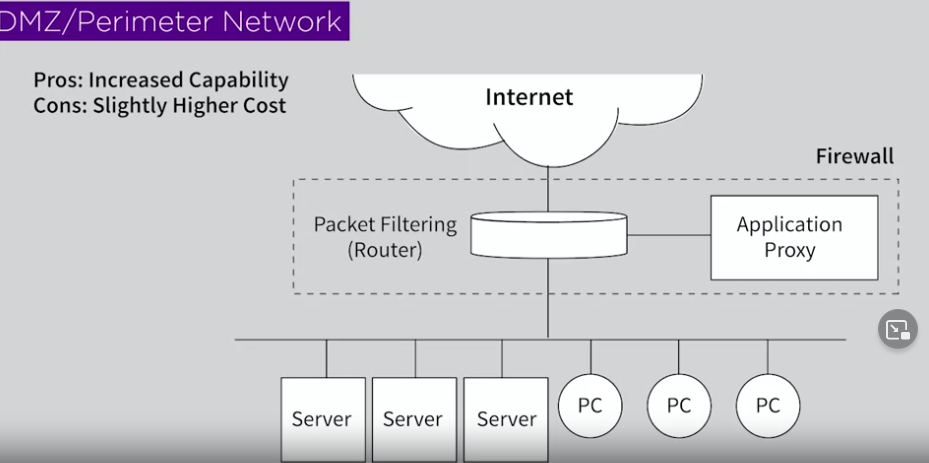 DMZ/Perimeter Network
Pros: Increased Capability
Cons: Slightly Higher Cost
Internet
Firewall
Packet Filtering
(Router)
Application
Proxy
Server
Server
Server
PC
PC
PC